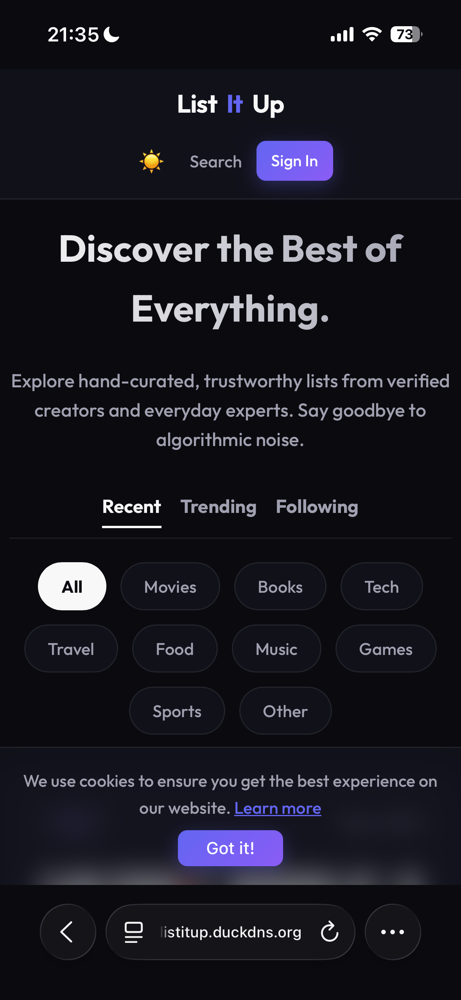 21:35
73
List It Up
Search
Sign In
Discover the Best of
Everything.
Explore hand-curated, trustworthy lists from verified
creators and everyday experts. Say goodbye to
algorithmic noise.
Recent Trending Following
All Movies Books Tech
Travel Food Music Games
Sports Other
We use cookies to ensure you get the best experience on
our website. Learn more
Got it!
listitup.duckdns.org